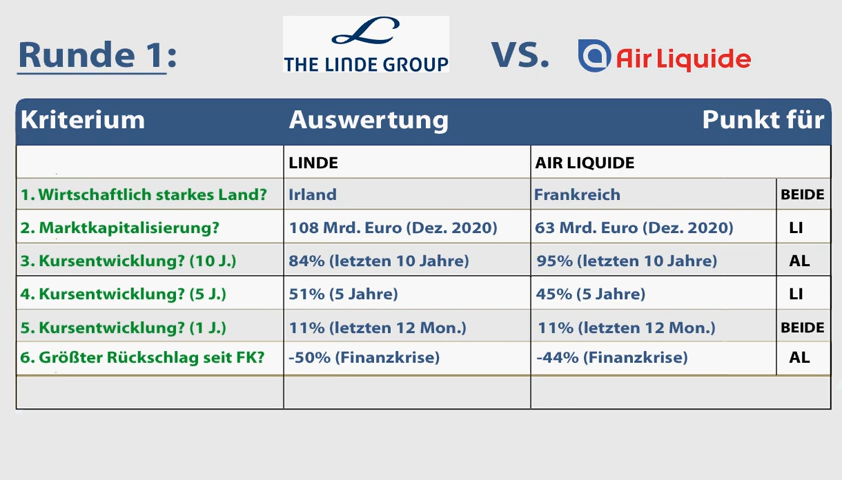 Runde 1:
THE LINDE GROUP
VS.
Air Liquide
Kriterium Auswertung Punkt für
LINDE AIR LIQUIDE
1. Wirtschaftlich starkes Land? Irland Frankreich BEIDE
2. Marktkapitalisierung? 108 Mrd. Euro (Dez. 2020) 63 Mrd. Euro (Dez. 2020) LI
3. Kursentwicklung? (10 J.) 84% (letzten 10 Jahre) 95% (letzten 10 Jahre) AL
4. Kursentwicklung? (5 J.) 51% (5 Jahre) 45% (5 Jahre) LI
5. Kursentwicklung? (1 J.) 11% (letzten 12 Mon.) 11% (letzten 12 Mon.) BEIDE
6. Größter Rückschlag seit FK? -50% (Finanzkrise) -44% (Finanzkrise) AL